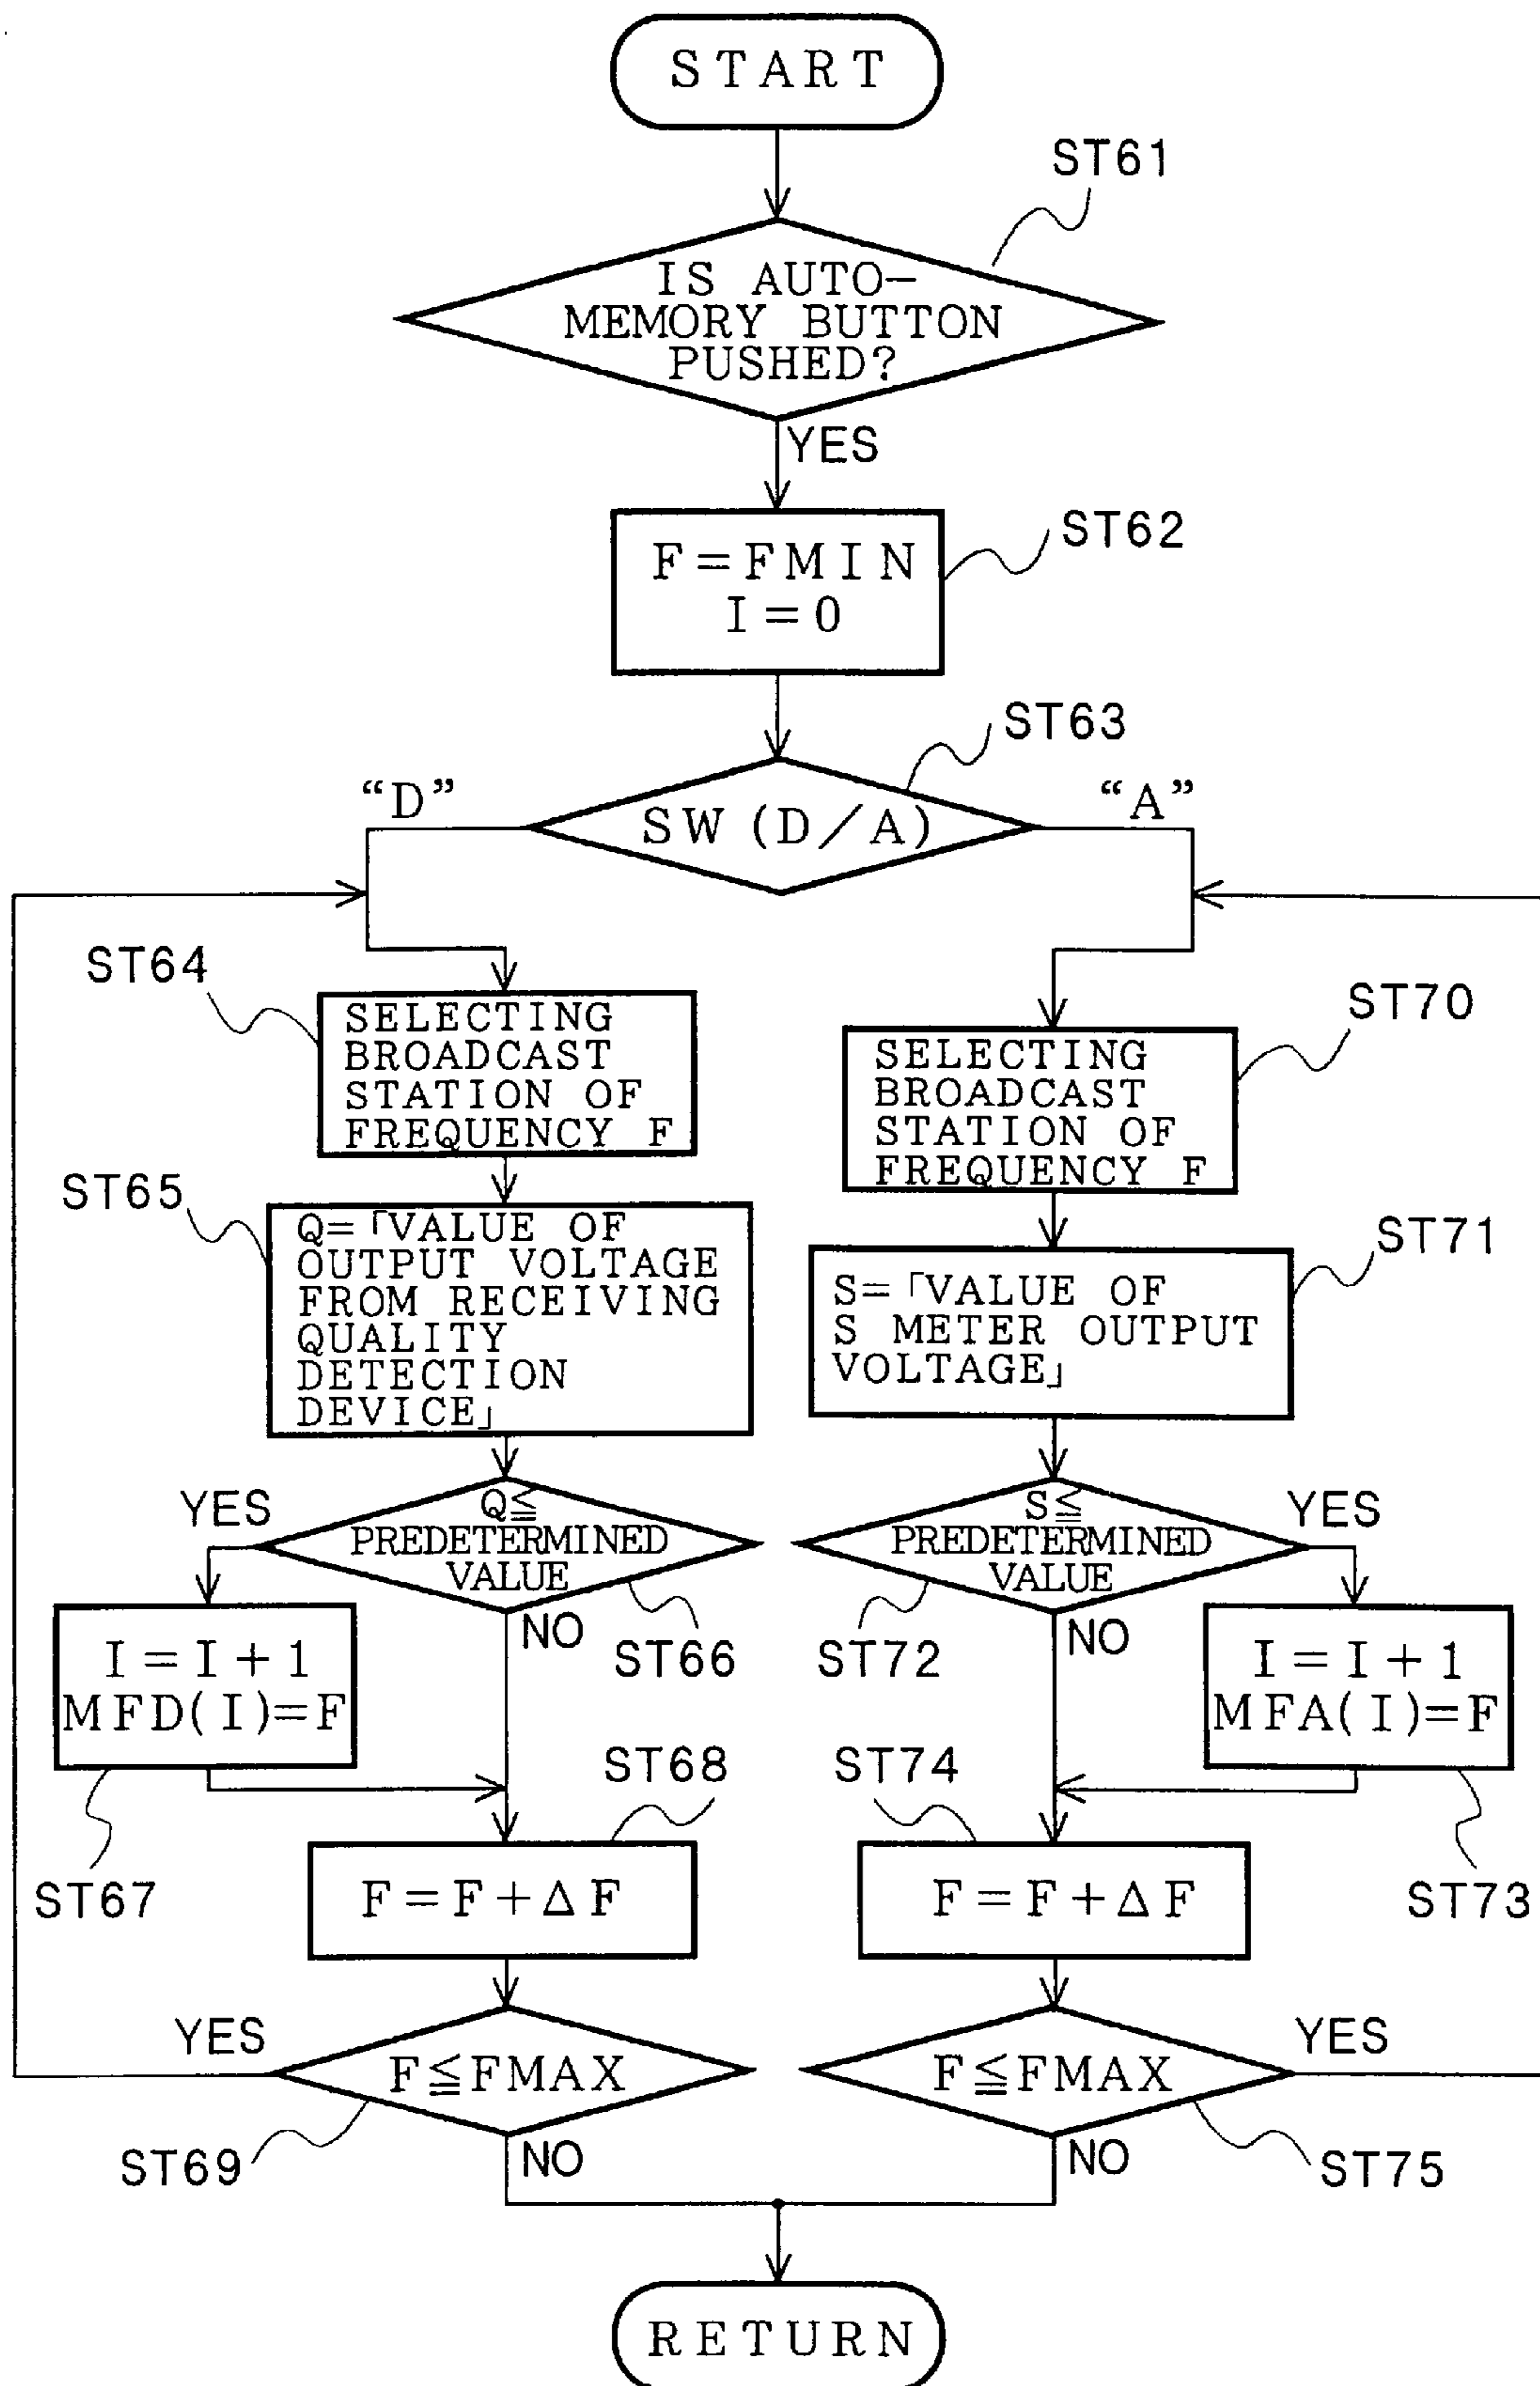 START
ST61
IS AUTO-
MEMORY BUTTON
PUSHED?
YES
ST62
F=FMIN
I=0
ST63
“D”
SW (D/A)
“A”
ST64
SELECTING
BROADCAST
STATION OF
FREQUENCY F
ST70
SELECTING
BROADCAST
STATION OF
FREQUENCY F
ST65
Q=「VALUE OF
OUTPUT VOLTAGE
FROM RECEIVING
QUALITY
DETECTION
DEVICE」
ST71
S=「VALUE OF
S METER OUTPUT
VOLTAGE」
YES
Q≦
PREDETERMINED
VALUE
NO
ST66
S≦
PREDETERMINED
VALUE
YES
ST72
NO
I=I+1
MFD(I)=F
I=I+1
MFA(I)=F
ST67
ST68
ST74
ST73
F=F+ΔF
F=F+ΔF
YES
F≦FMAX
F≦FMAX
YES
ST69
NO
NO
ST75
RETURN